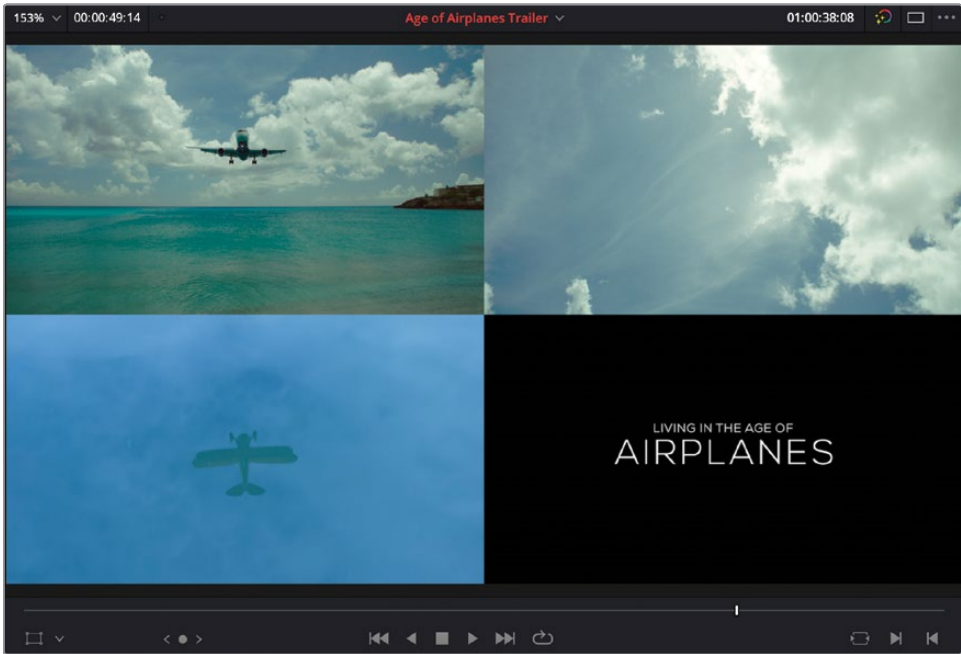 153% 00:00:49:14 Age of Airplanes Trailer 01:00:38:08
LIVING IN THE AGE OF
AIRPLANES